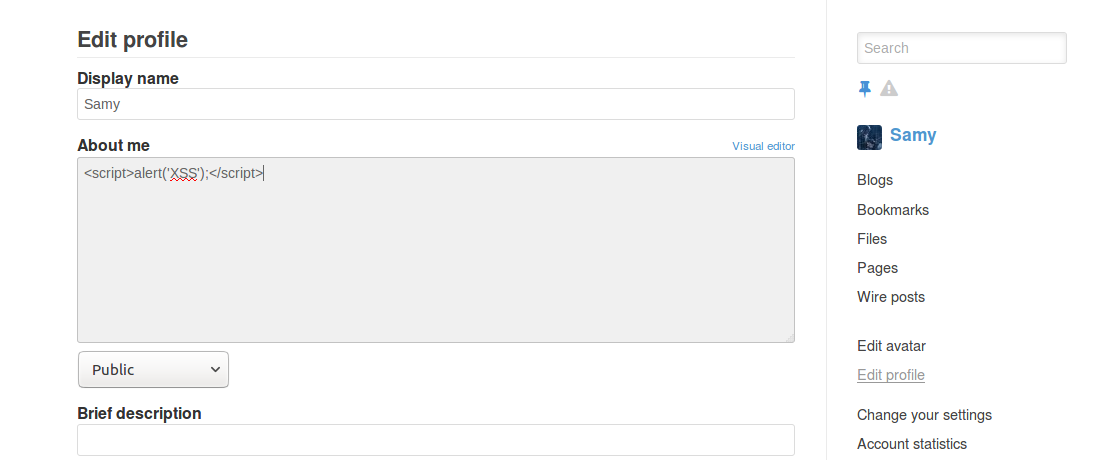 Edit profile
Display name
Samy
About me
Visual editor
<script>alert('XSS');</script>
Public
Brief description
Search
Samy
Blogs
Bookmarks
Files
Pages
Wire posts
Edit avatar
Edit profile
Change your settings
Account statistics